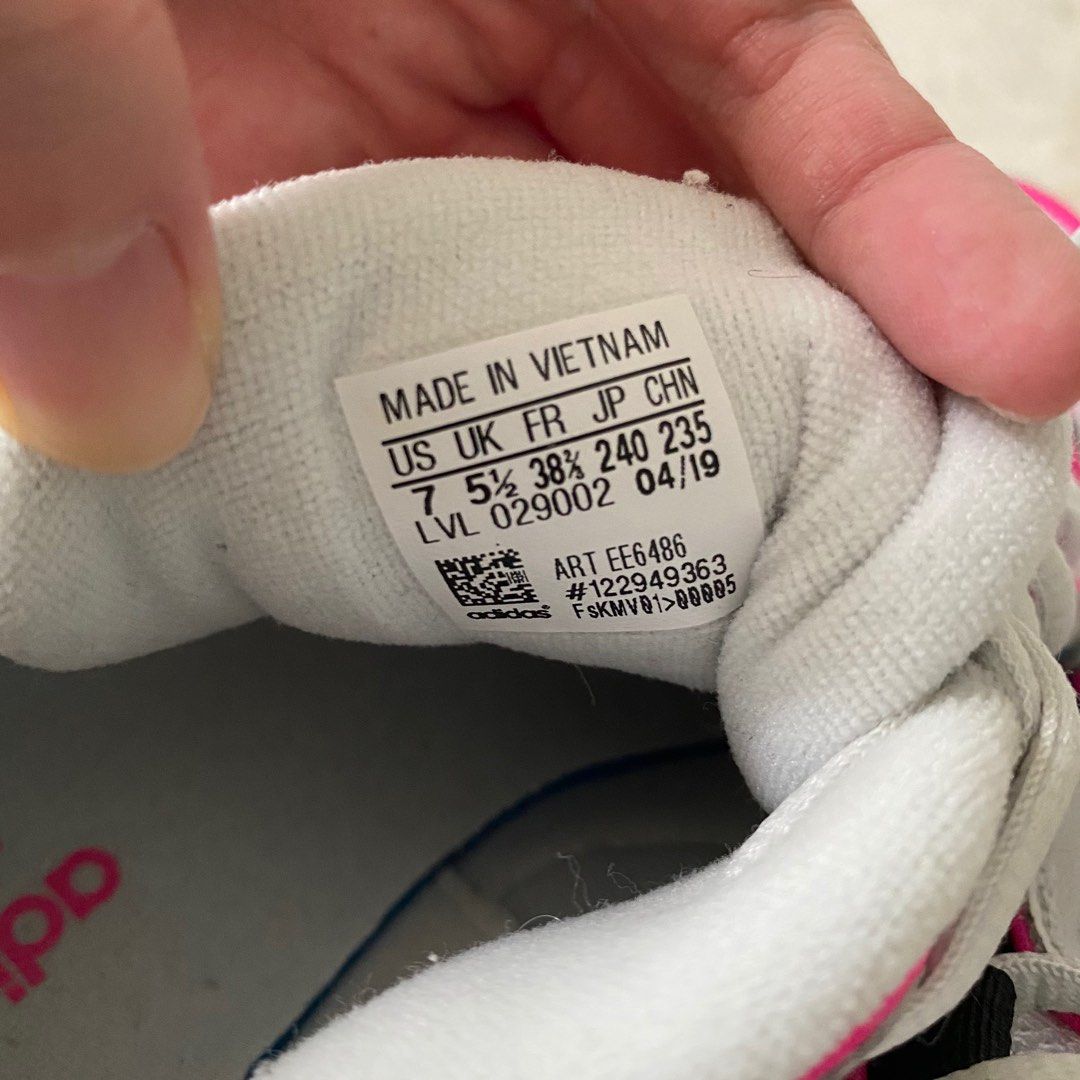 MADE IN VIETNAM
US UK FR JP CHN
7 5½ 38⅔ 240 235
LVL 029002 04/19
ART EE6486
#122949363
FsKMV01>00005
adidas
adi